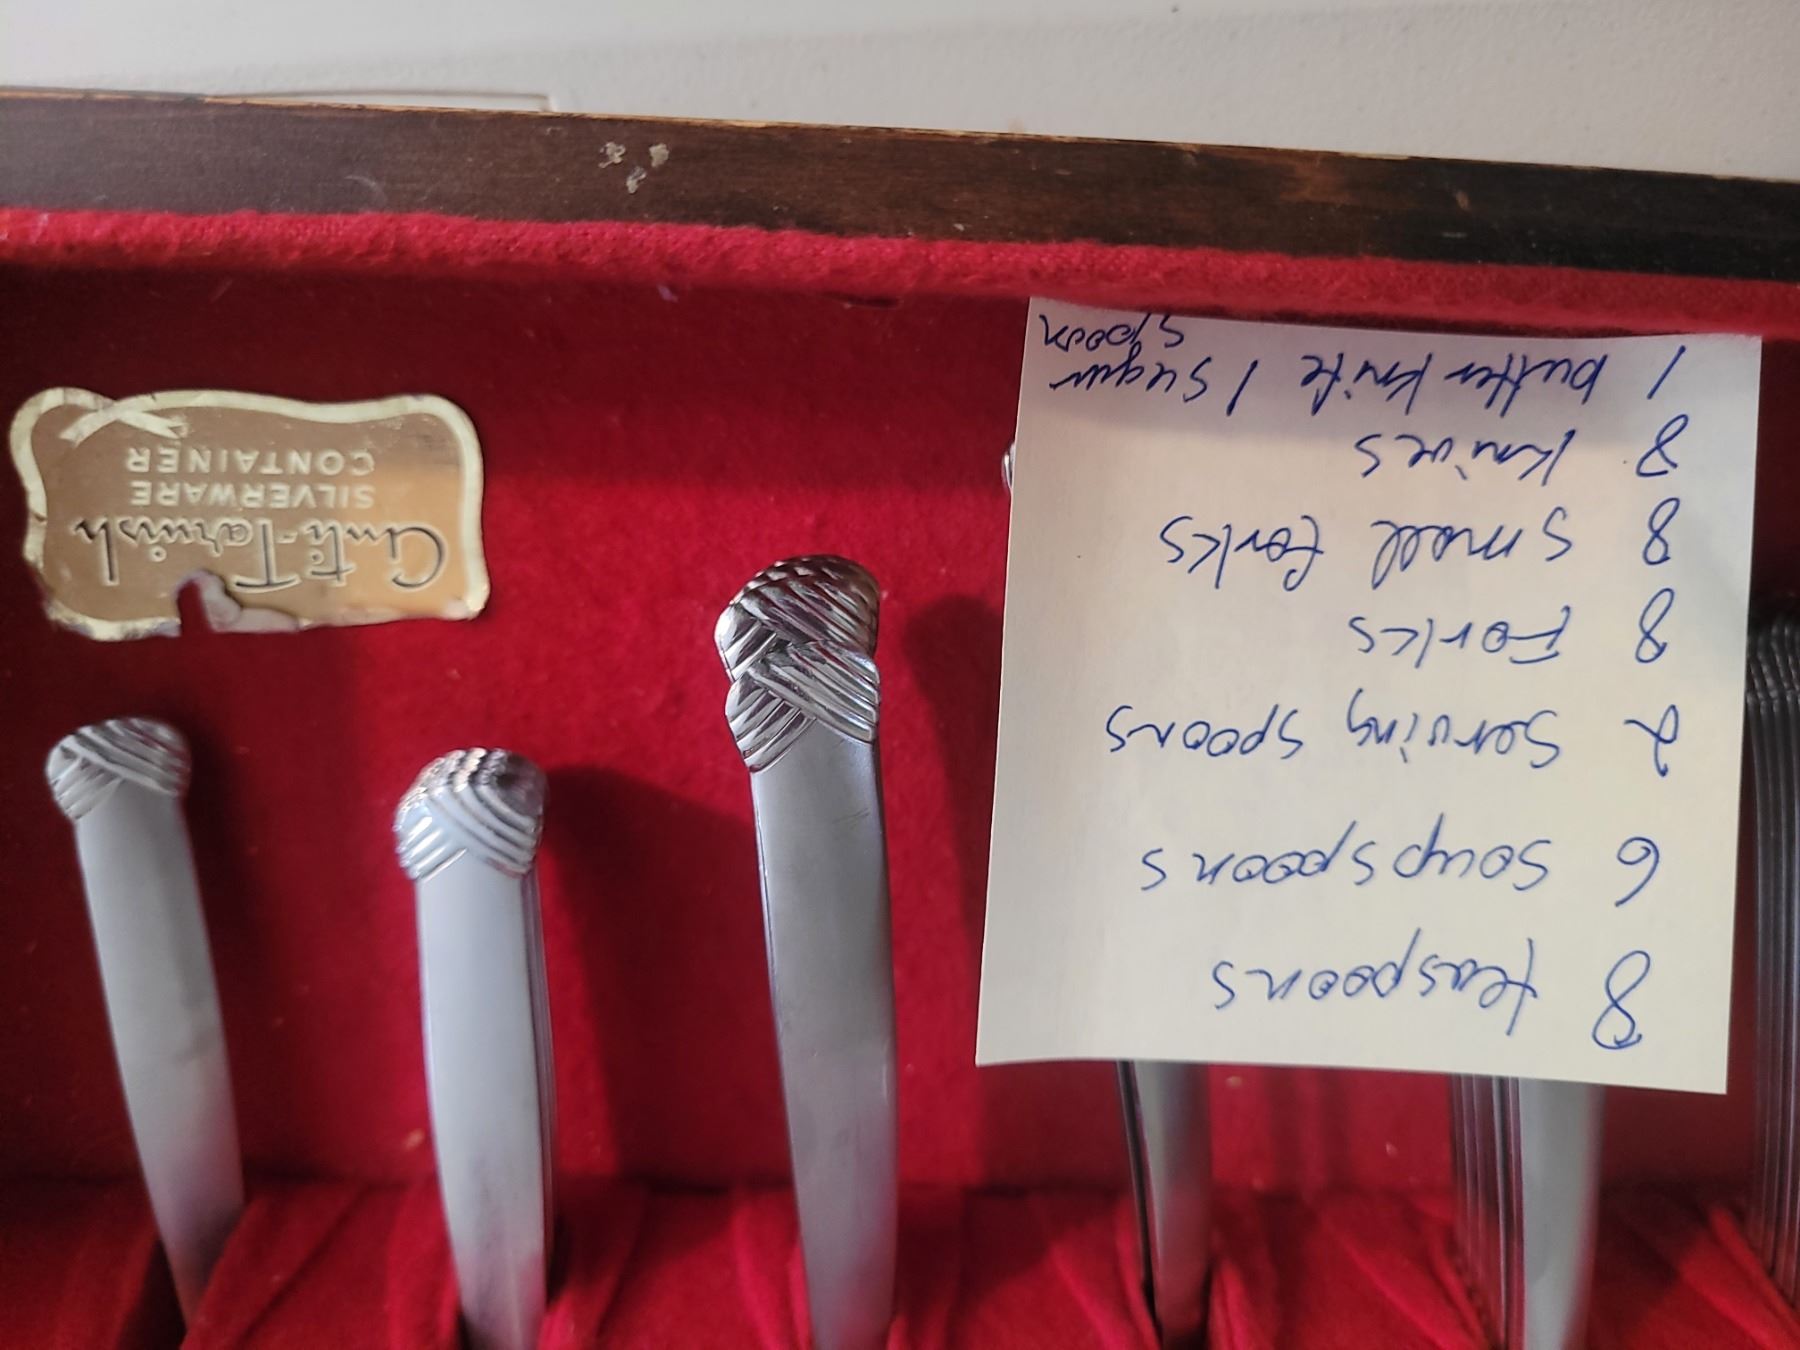 8 teaspoons
6 soup spoons
2 serving spoons
8 Forks
8 small forks
8 knives
1 butter knife 1 sugar
spoon
Anti-Tarnish
SILVERWARE
CONTAINER